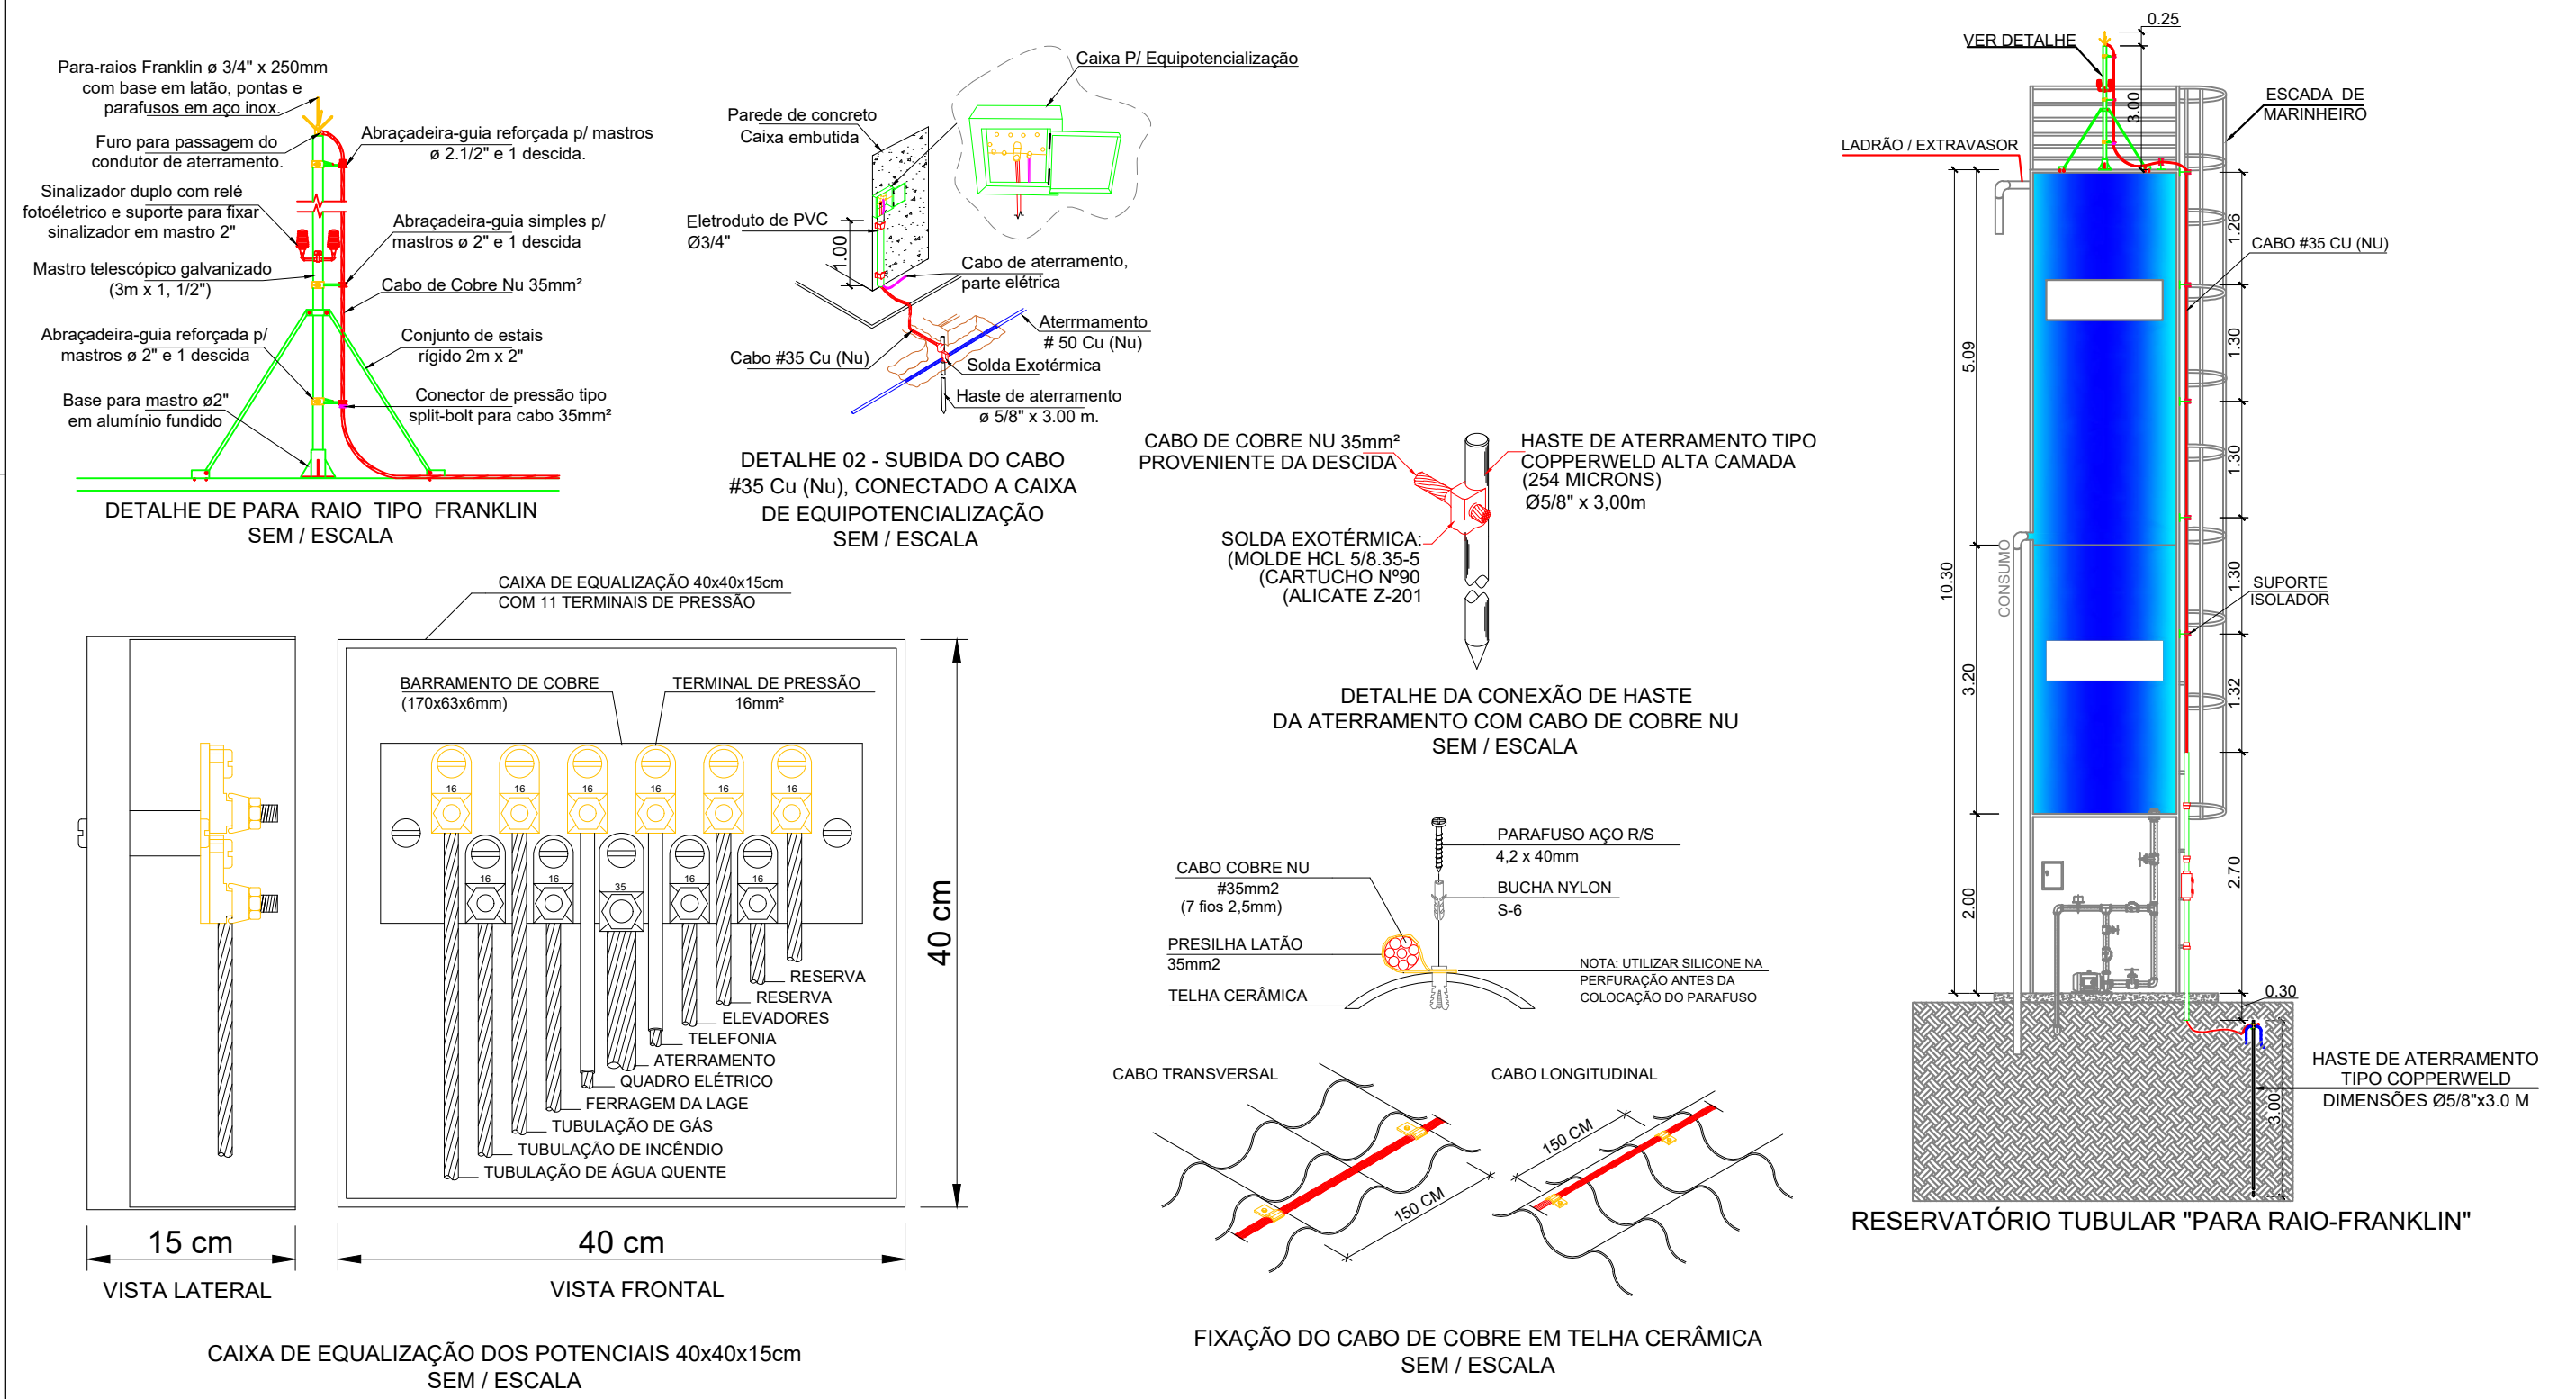 Para-raios Franklin ø 3/4" x 250mm
com base em latão, pontas e
parafusos em aço inox.
Furo para passagem do
condutor de aterramento.
Sinalizador duplo com relé
fotoéletrico e suporte para fixar
sinalizador em mastro 2"
Mastro telescópico galvanizado
(3m x 1, 1/2")
Abraçadeira-guia reforçada p/
mastros ø 2" e 1 descida
Base para mastro ø2"
em alumínio fundido
Abraçadeira-guia reforçada p/ mastros
ø 2.1/2" e 1 descida.
Abraçadeira-guia simples p/
mastros ø 2" e 1 descida
Cabo de Cobre Nu 35mm²
Conjunto de estais
rígido 2m x 2"
Conector de pressão tipo
split-bolt para cabo 35mm²
DETALHE DE PARA RAIO TIPO FRANKLIN
SEM / ESCALA
Caixa P/ Equipotencialização
Parede de concreto
Caixa embutida
Eletroduto de PVC
Ø3/4"
1.00
Cabo de aterramento,
parte elétrica
Aterrmamento
# 50 Cu (Nu)
Cabo #35 Cu (Nu)
Solda Exotérmica
Haste de aterramento
ø 5/8" x 3.00 m.
DETALHE 02 - SUBIDA DO CABO
#35 Cu (Nu), CONECTADO A CAIXA
DE EQUIPOTENCIALIZAÇÃO
SEM / ESCALA
CABO DE COBRE NU 35mm²
PROVENIENTE DA DESCIDA
HASTE DE ATERRAMENTO TIPO
COPPERWELD ALTA CAMADA
(254 MICRONS)
Ø5/8" x 3,00m
SOLDA EXOTÉRMICA:
(MOLDE HCL 5/8.35-5
(CARTUCHO Nº90
(ALICATE Z-201
DETALHE DA CONEXÃO DE HASTE
DA ATERRAMENTO COM CABO DE COBRE NU
SEM / ESCALA
CAIXA DE EQUALIZAÇÃO 40x40x15cm
COM 11 TERMINAIS DE PRESSÃO
BARRAMENTO DE COBRE
(170x63x6mm)
TERMINAL DE PRESSÃO
16mm²
16
16
16
16
16
16
16
16
35
16
16
RESERVA
RESERVA
ELEVADORES
TELEFONIA
ATERRAMENTO
QUADRO ELÉTRICO
FERRAGEM DA LAGE
TUBULAÇÃO DE GÁS
TUBULAÇÃO DE INCÊNDIO
TUBULAÇÃO DE ÁGUA QUENTE
40 cm
15 cm
40 cm
VISTA LATERAL
VISTA FRONTAL
CAIXA DE EQUALIZAÇÃO DOS POTENCIAIS 40x40x15cm
SEM / ESCALA
PARAFUSO AÇO R/S
4,2 x 40mm
BUCHA NYLON
S-6
CABO COBRE NU
#35mm2
(7 fios 2,5mm)
PRESILHA LATÃO
35mm2
TELHA CERÂMICA
NOTA: UTILIZAR SILICONE NA
PERFURAÇÃO ANTES DA
COLOCAÇÃO DO PARAFUSO
CABO TRANSVERSAL
CABO LONGITUDINAL
150 CM
150 CM
FIXAÇÃO DO CABO DE COBRE EM TELHA CERÂMICA
SEM / ESCALA
0.25
VER DETALHE
3.00
ESCADA DE
MARINHEIRO
LADRÃO / EXTRAVASOR
1.26
CABO #35 CU (NU)
1.30
5.09
1.30
10.30
CONSUMO
1.30
SUPORTE
ISOLADOR
3.20
1.32
2.00
2.70
0.30
HASTE DE ATERRAMENTO
TIPO COPPERWELD
DIMENSÕES Ø5/8"x3.0 M
3.00
RESERVATÓRIO TUBULAR "PARA RAIO-FRANKLIN"